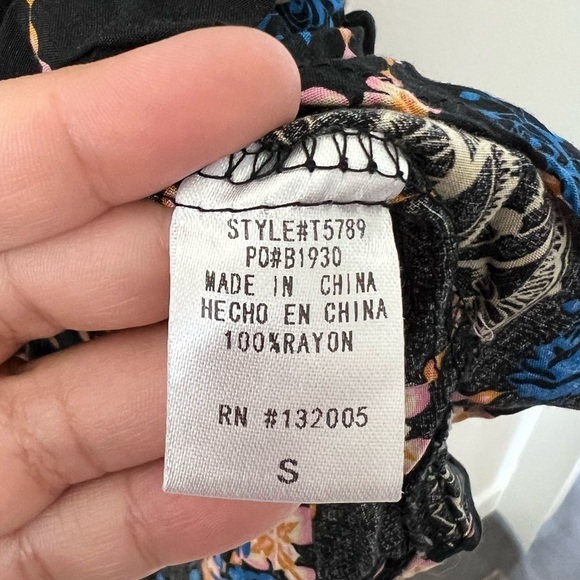 STYLE#T5789
PO#B1930
MADE IN CHINA
HECHO EN CHINA
100%RAYON
RN #132005
S